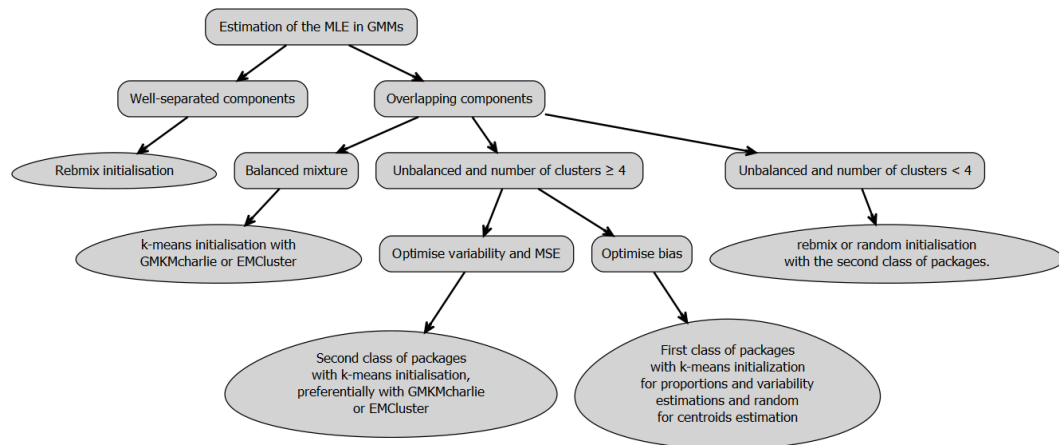 Estimation of the MLE in GMMs
Well-separated components
Overlapping components
Rebmix initialisation
Balanced mixture
Unbalanced and number of clusters ≥ 4
Unbalanced and number of clusters < 4
k-means initialisation with
GMKMcharlie or EMCluster
Optimise variability and MSE
Optimise bias
rebmix or random initialisation
with the second class of packages.
Second class of packages
with k-means initialisation,
preferentially with GMKMcharlie
or EMCluster
First class of packages
with k-means initialization
for proportions and variability
estimations and random
for centroids estimation